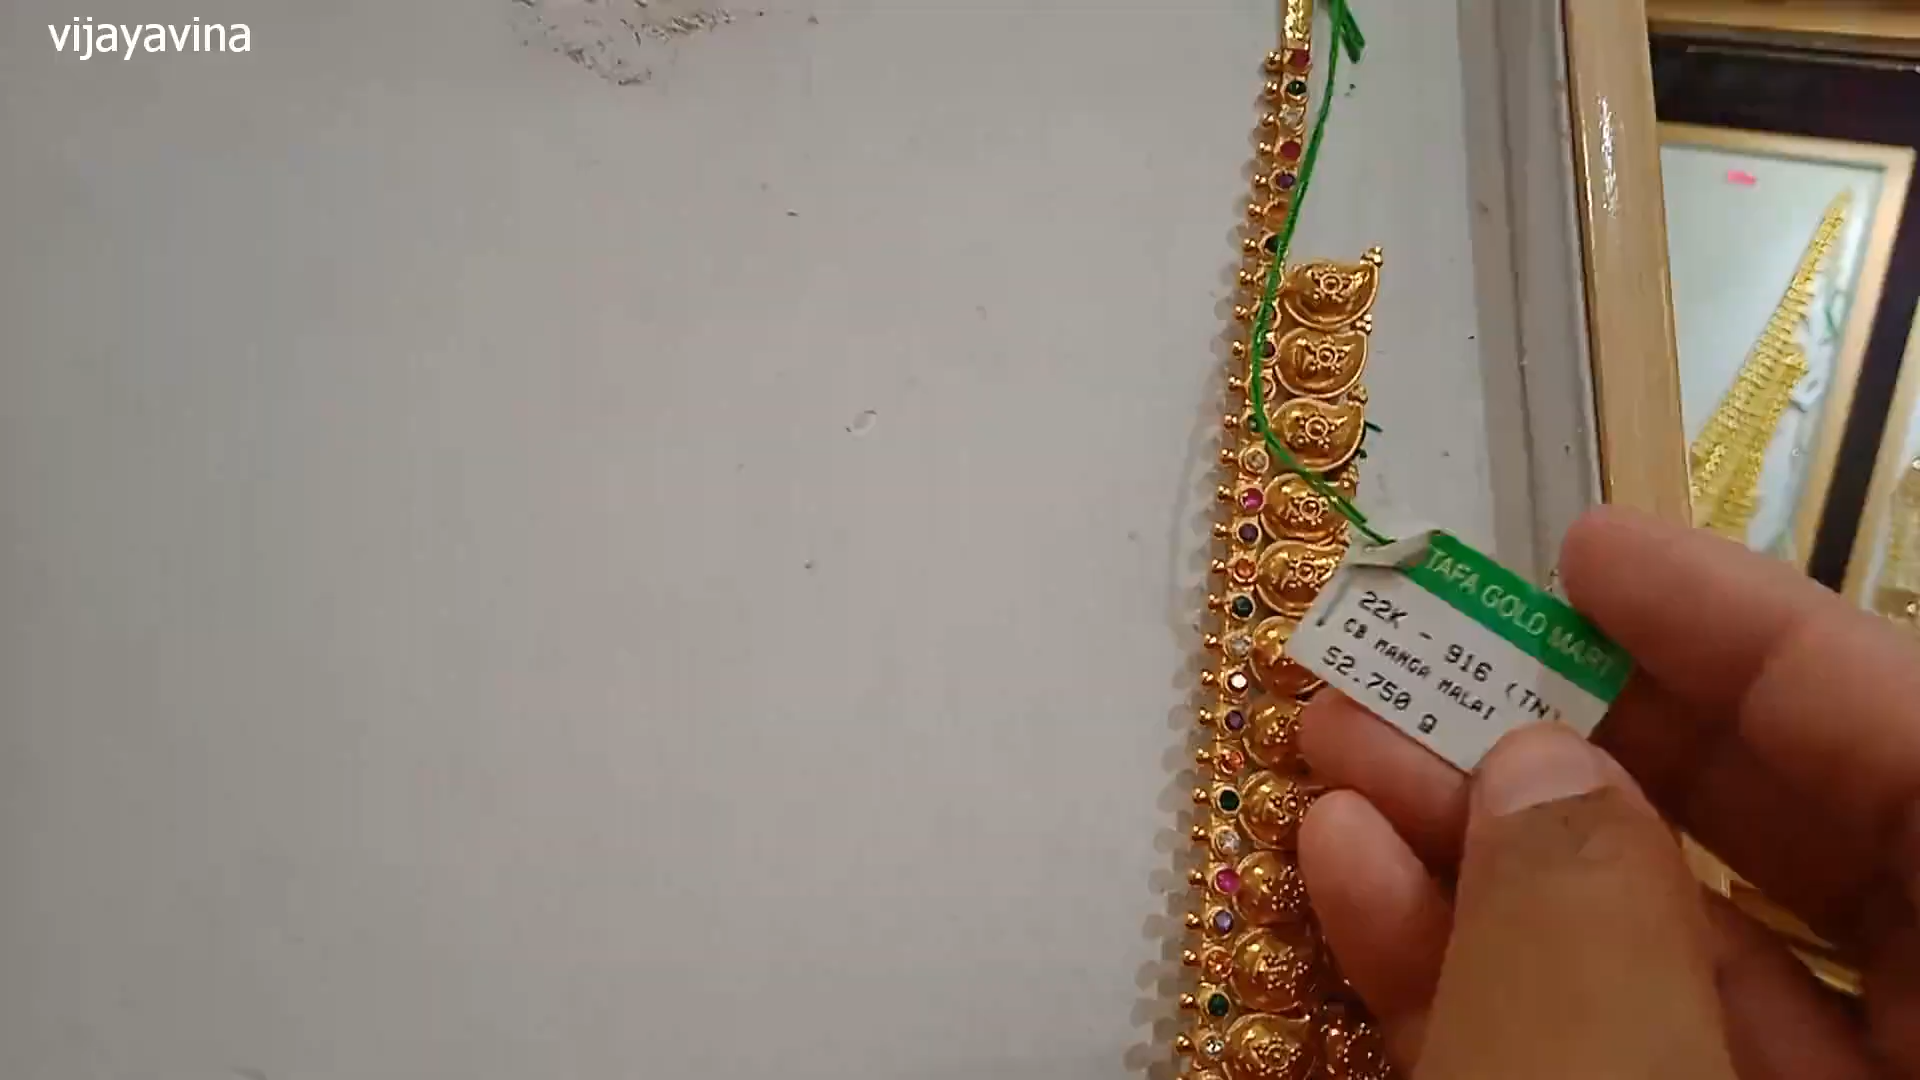 vijayavina
TAFA GOLD MART
22K - 916 (TN)
CB MANGA MALAI
52.750 g